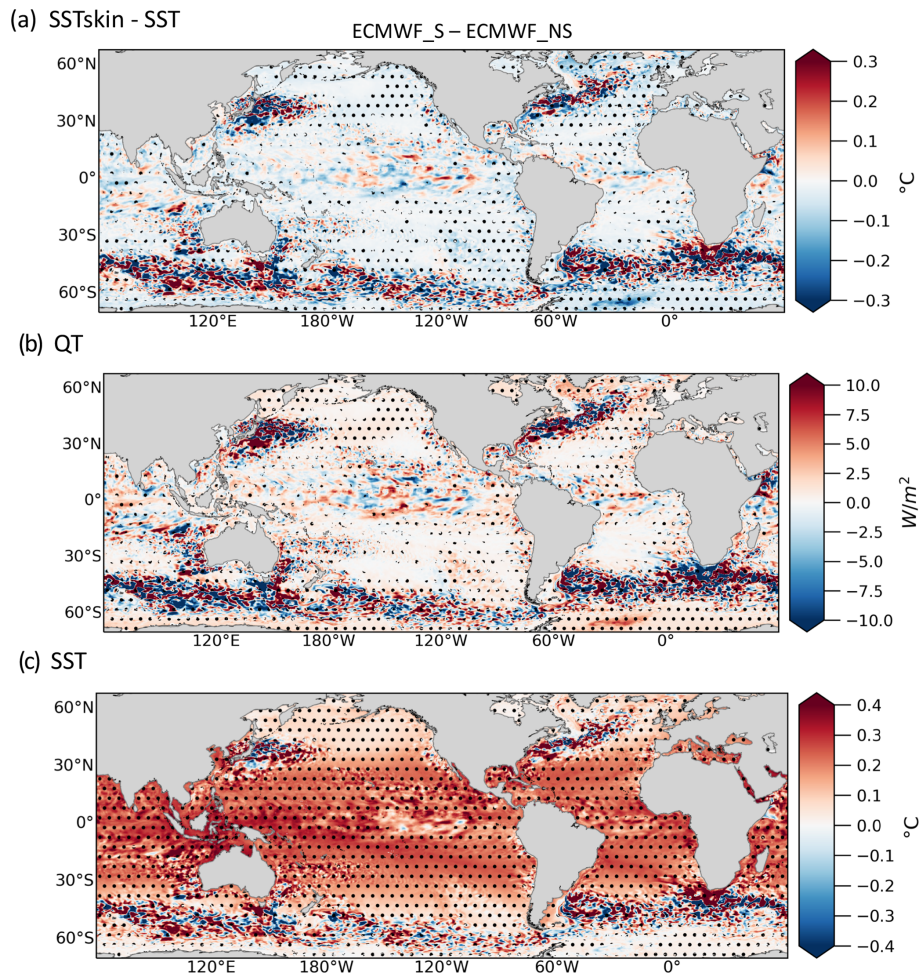 (a) SSTskin - SST
ECMWF_S – ECMWF_NS
60°N
30°N
0°
30°S
60°S
120°E 180°W 120°W 60°W 0°
0.3
0.2
0.1
0.0
−0.1
−0.2
−0.3
°C
(b) QT
60°N
30°N
0°
30°S
60°S
120°E 180°W 120°W 60°W 0°
10.0
7.5
5.0
2.5
0.0
−2.5
−5.0
−7.5
−10.0
W/m²
(c) SST
60°N
30°N
0°
30°S
60°S
120°E 180°W 120°W 60°W 0°
0.4
0.3
0.2
0.1
0.0
−0.1
−0.2
−0.3
−0.4
°C